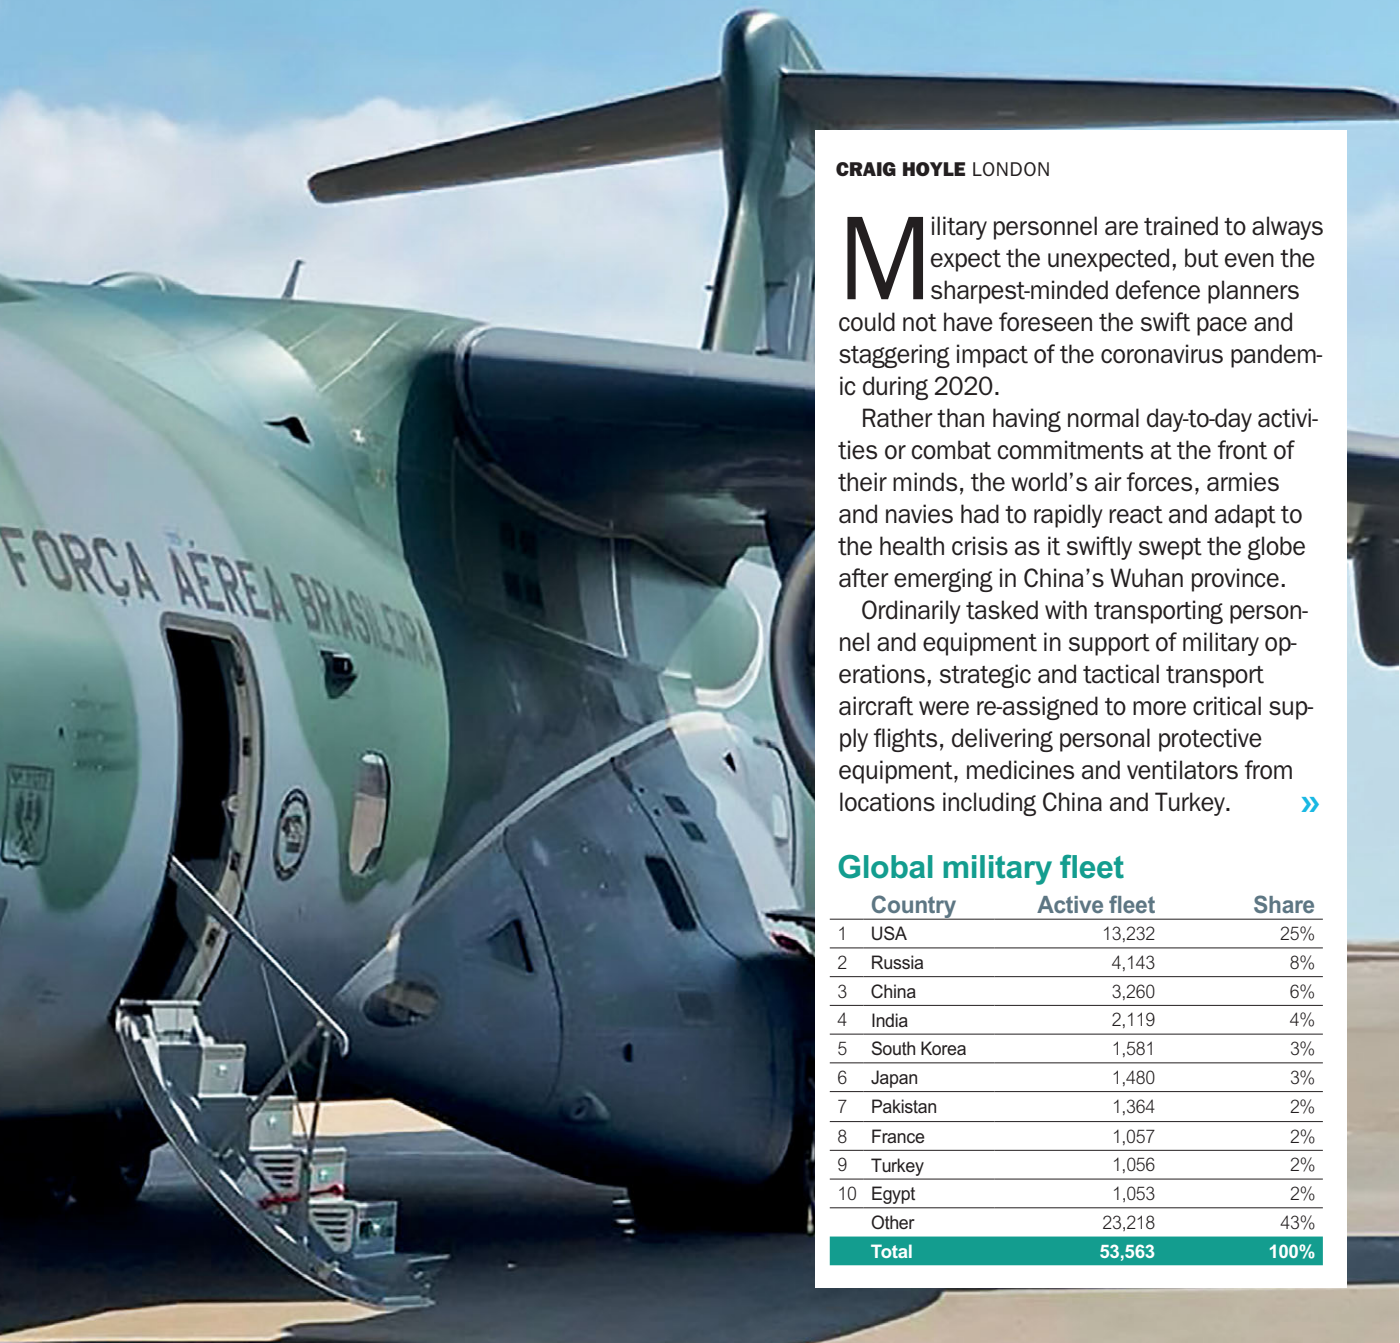 FORÇA AÉREA BRASILEIRA
CRAIG HOYLE LONDON
Military personnel are trained to always
expect the unexpected, but even the
sharpest-minded defence planners
could not have foreseen the swift pace and
staggering impact of the coronavirus pandem-
ic during 2020.
Rather than having normal day-to-day activi-
ties or combat commitments at the front of
their minds, the world's air forces, armies
and navies had to rapidly react and adapt to
the health crisis as it swiftly swept the globe
after emerging in China's Wuhan province.
Ordinarily tasked with transporting person-
nel and equipment in support of military op-
erations, strategic and tactical transport
aircraft were re-assigned to more critical sup-
ply flights, delivering personal protective
equipment, medicines and ventilators from
locations including China and Turkey. »
Global military fleet
Country Active fleet Share
1 USA 13,232 25%
2 Russia 4,143 8%
3 China 3,260 6%
4 India 2,119 4%
5 South Korea 1,581 3%
6 Japan 1,480 3%
7 Pakistan 1,364 2%
8 France 1,057 2%
9 Turkey 1,056 2%
10 Egypt 1,053 2%
Other 23,218 43%
Total 53,563 100%